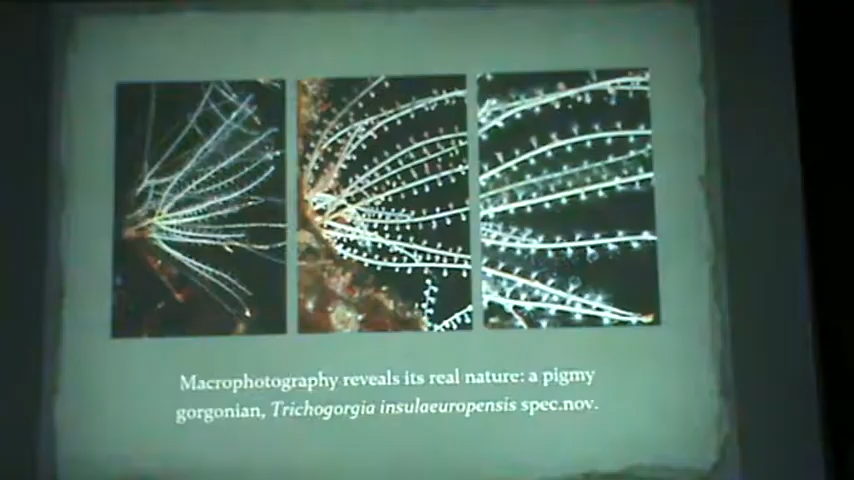 Macrophotography reveals its real nature: a pigmy
gorgonian, Trichogorgia insulaeuropensis spec.nov.